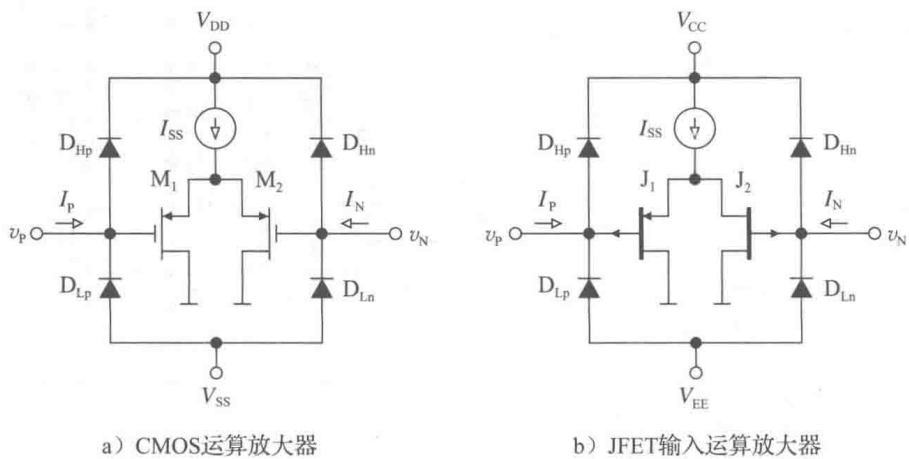 V_DD
I_SS
D_Hp
D_Hn
M_1
M_2
I_P
I_N
v_P
v_N
D_Lp
D_Ln
V_SS
a）CMOS运算放大器
V_CC
I_SS
D_Hp
D_Hn
J_1
J_2
I_P
I_N
v_P
v_N
D_Lp
D_Ln
V_EE
b）JFET输入运算放大器